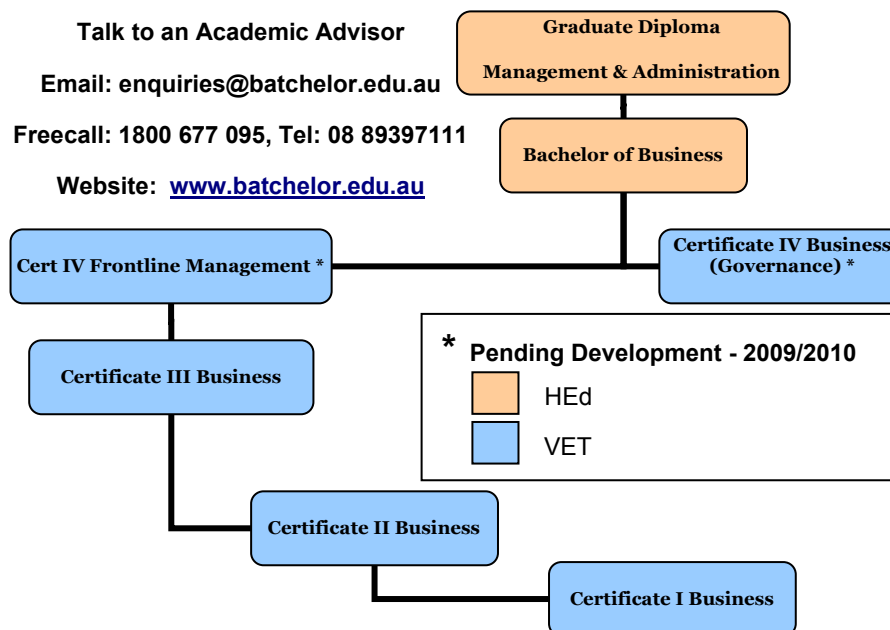 Talk to an Academic Advisor
Email: enquiries@batchelor.edu.au
Freecall: 1800 677 095, Tel: 08 89397111
Website: www.batchelor.edu.au
Graduate Diploma
Management & Administration
Bachelor of Business
Cert IV Frontline Management *
Certificate IV Business
(Governance) *
* Pending Development - 2009/2010
HEd
VET
Certificate III Business
Certificate II Business
Certificate I Business